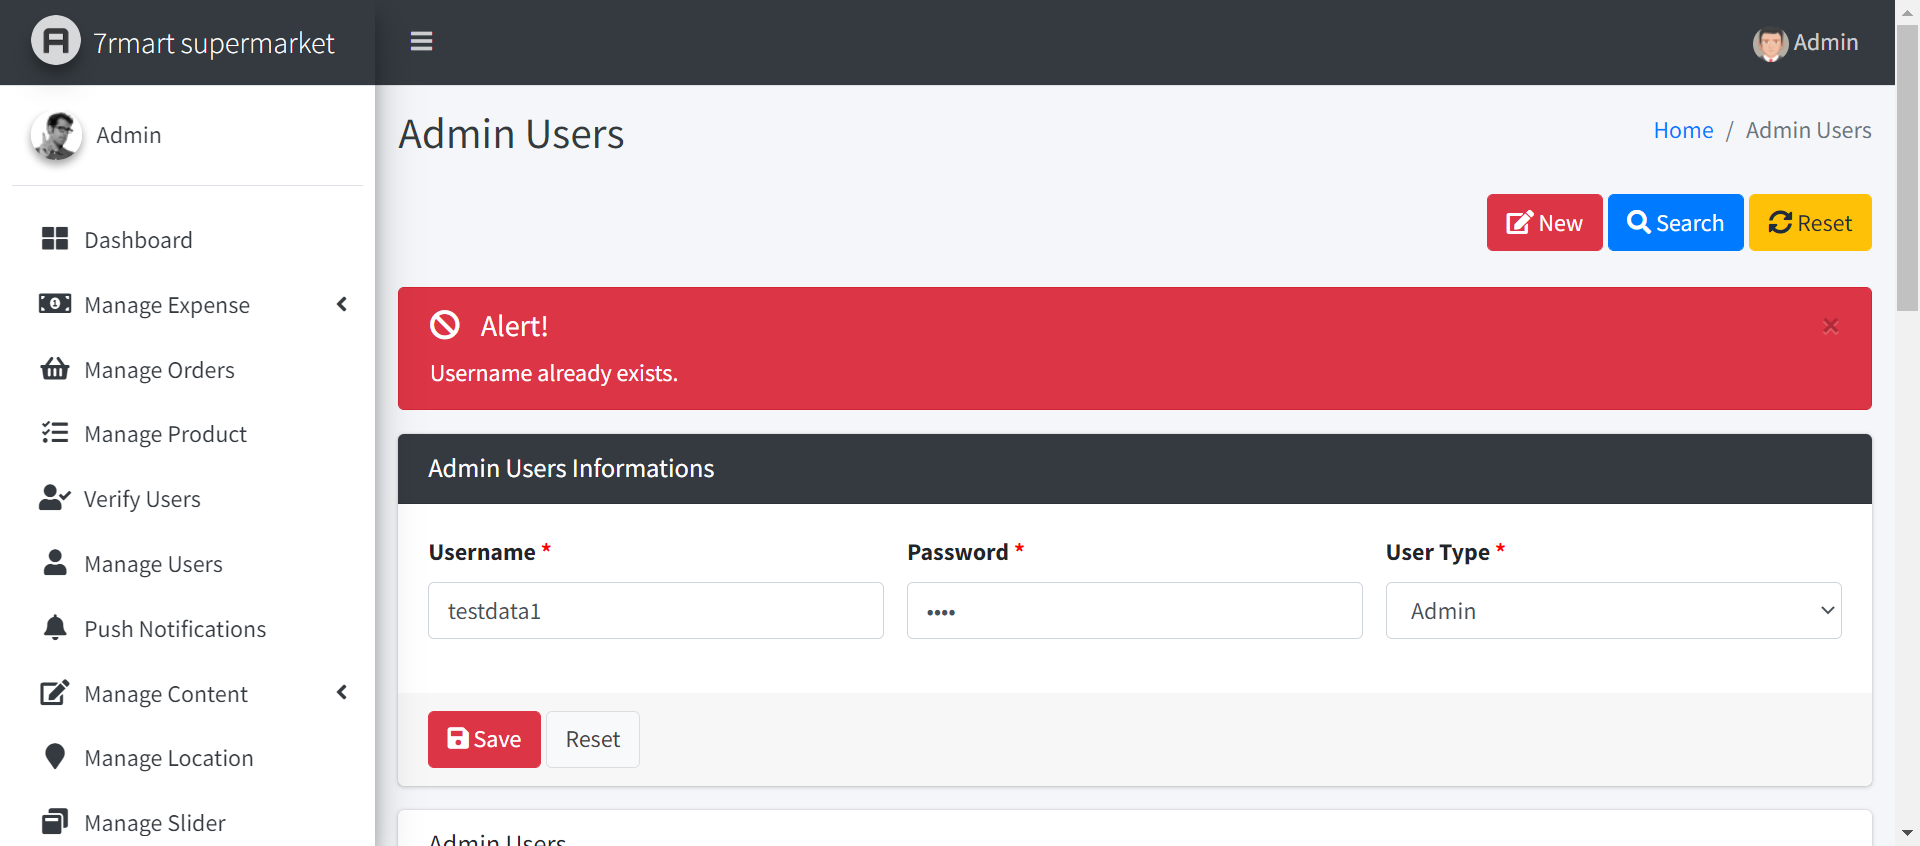 7rmart supermarket
Admin
Admin
Dashboard
Manage Expense
Manage Orders
Manage Product
Verify Users
Manage Users
Push Notifications
Manage Content
Manage Location
Manage Slider
Admin Users
Home / Admin Users
New Search Reset
Alert!
×
Username already exists.
Admin Users Informations
Username * Password * User Type *
testdata1 •••• Admin
Save Reset
Admin Users